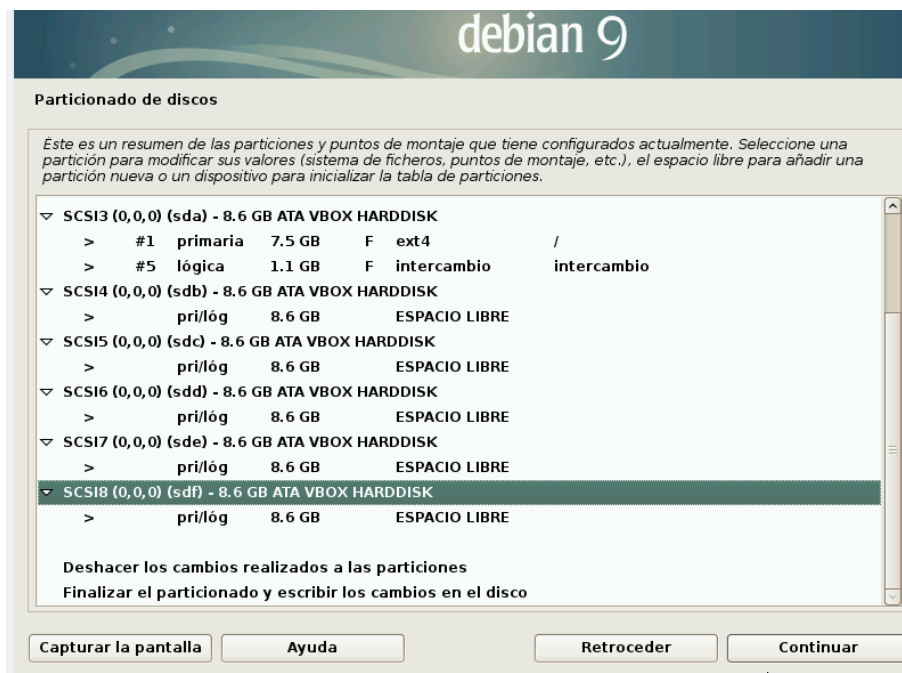 debian 9
Particionado de discos
Éste es un resumen de las particiones y puntos de montaje que tiene configurados actualmente. Seleccione una
partición para modificar sus valores (sistema de ficheros, puntos de montaje, etc.), el espacio libre para añadir una
partición nueva o un dispositivo para inicializar la tabla de particiones.
SCSI3 (0,0,0) (sda) - 8.6 GB ATA VBOX HARDDISK
> #1 primaria 7.5 GB F ext4 /
> #5 lógica 1.1 GB F intercambio intercambio
SCSI4 (0,0,0) (sdb) - 8.6 GB ATA VBOX HARDDISK
> pri/lóg 8.6 GB ESPACIO LIBRE
SCSI5 (0,0,0) (sdc) - 8.6 GB ATA VBOX HARDDISK
> pri/lóg 8.6 GB ESPACIO LIBRE
SCSI6 (0,0,0) (sdd) - 8.6 GB ATA VBOX HARDDISK
> pri/lóg 8.6 GB ESPACIO LIBRE
SCSI7 (0,0,0) (sde) - 8.6 GB ATA VBOX HARDDISK
> pri/lóg 8.6 GB ESPACIO LIBRE
SCSI8 (0,0,0) (sdf) - 8.6 GB ATA VBOX HARDDISK
> pri/lóg 8.6 GB ESPACIO LIBRE
Deshacer los cambios realizados a las particiones
Finalizar el particionado y escribir los cambios en el disco
Capturar la pantalla Ayuda Retroceder Continuar